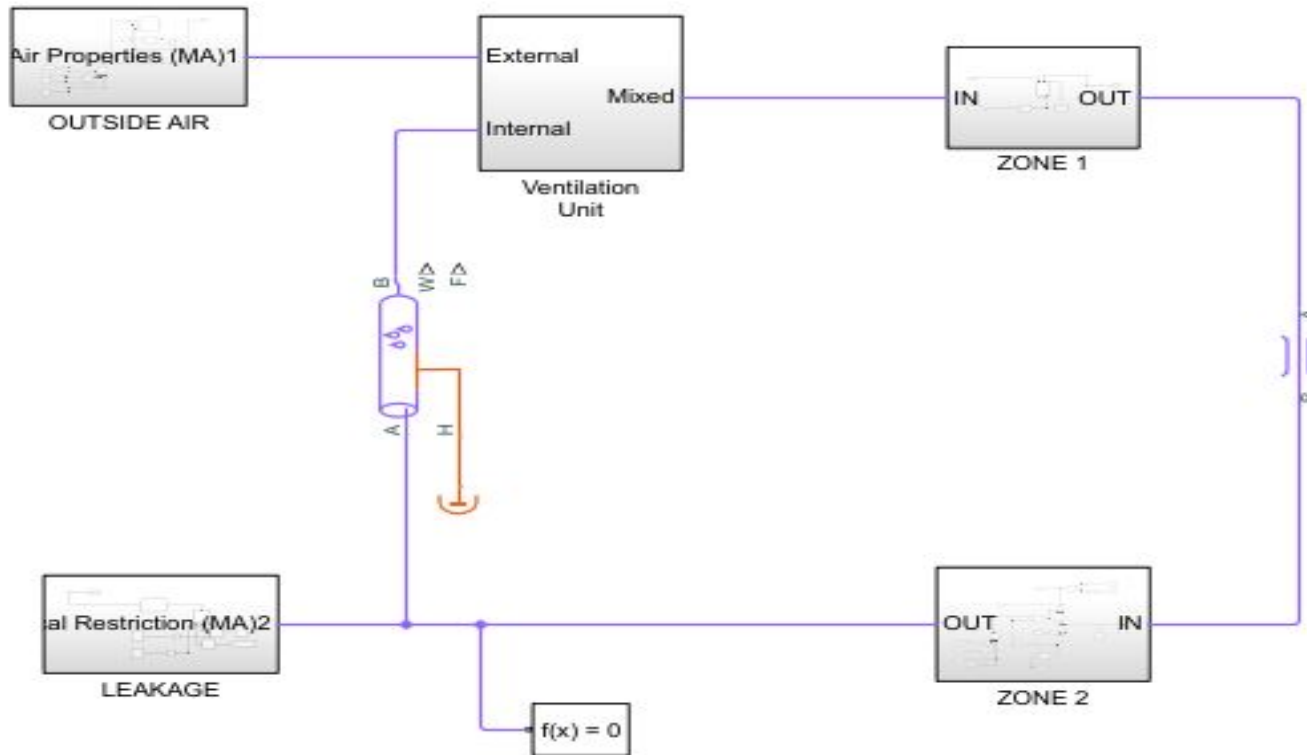 Air Properties (MA)1
OUTSIDE AIR
External
Internal
Mixed
Ventilation
Unit
IN
OUT
ZONE 1
B
W>
F>
A
H
al Restriction (MA)2
LEAKAGE
f(x) = 0
OUT
IN
ZONE 2